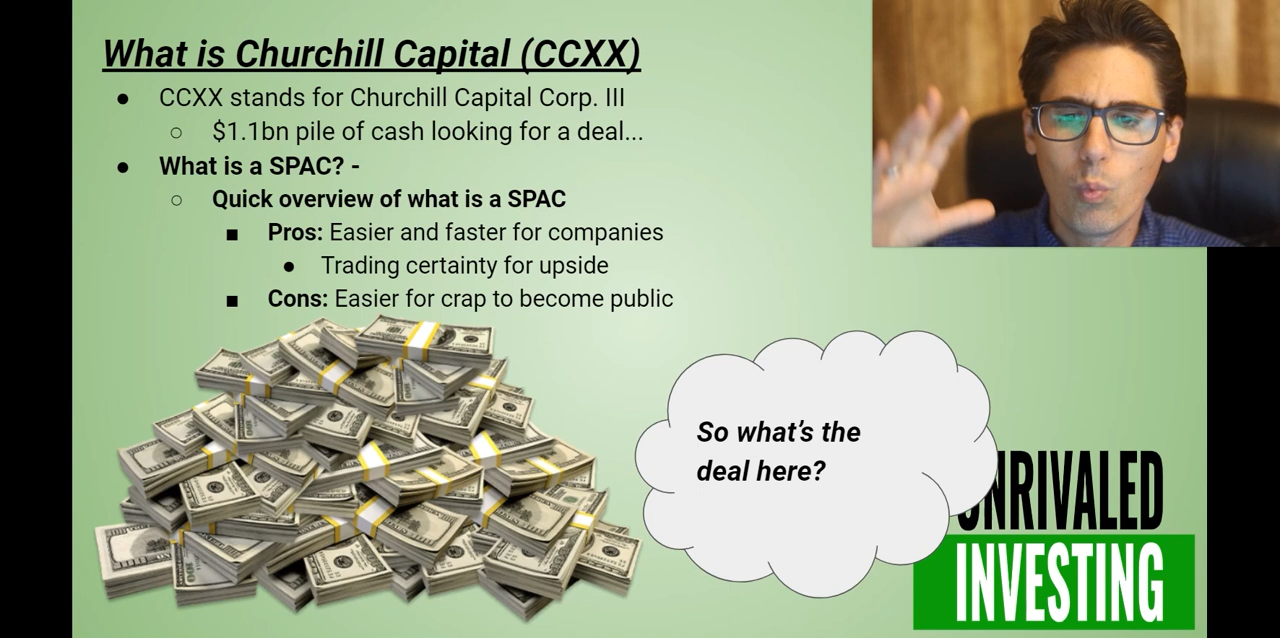 What is Churchill Capital (CCXX)
● CCXX stands for Churchill Capital Corp. III
○ $1.1bn pile of cash looking for a deal...
● What is a SPAC? -
○ Quick overview of what is a SPAC
■ Pros: Easier and faster for companies
● Trading certainty for upside
■ Cons: Easier for crap to become public
So what's the
deal here?
UNRIVALED
INVESTING